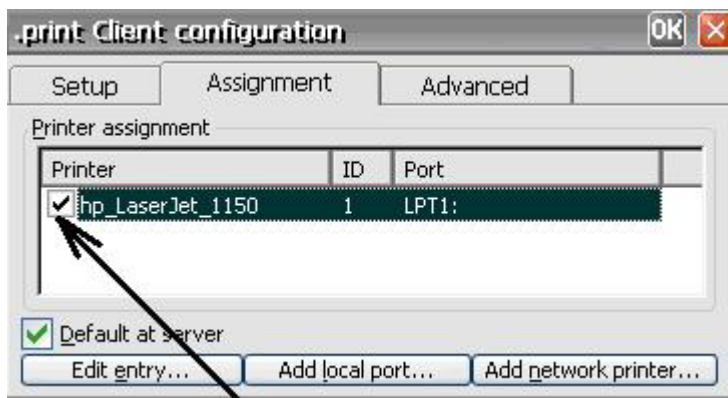 .print Client configuration OK
Setup Assignment Advanced
Printer assignment
Printer ID Port
hp_LaserJet_1150 1 LPT1:
Default at server
Edit entry... Add local port... Add network printer...